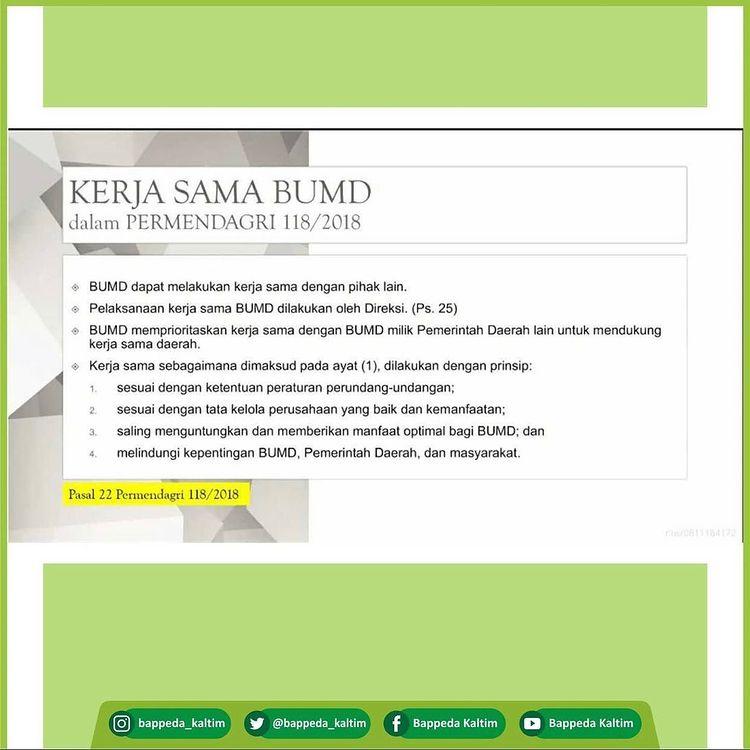 KERJA SAMA BUMD
dalam PERMENDAGRI 118/2018
BUMD dapat melakukan kerja sama dengan pihak lain.
Pelaksanaan kerja sama BUMD dilakukan oleh Direksi. (Ps. 25)
BUMD memprioritaskan kerja sama dengan BUMD milik Pemerintah Daerah lain untuk mendukung
kerja sama daerah.
Kerja sama sebagaimana dimaksud pada ayat (1), dilakukan dengan prinsip:
1. sesuai dengan ketentuan peraturan perundang-undangan;
2. sesuai dengan tata kelola perusahaan yang baik dan kemanfaatan;
3. saling menguntungkan dan memberikan manfaat optimal bagi BUMD; dan
4. melindungi kepentingan BUMD, Pemerintah Daerah, dan masyarakat.
Pasal 22 Permendagri 118/2018
bappeda_kaltim @bappeda_kaltim Bappeda Kaltim Bappeda Kaltim